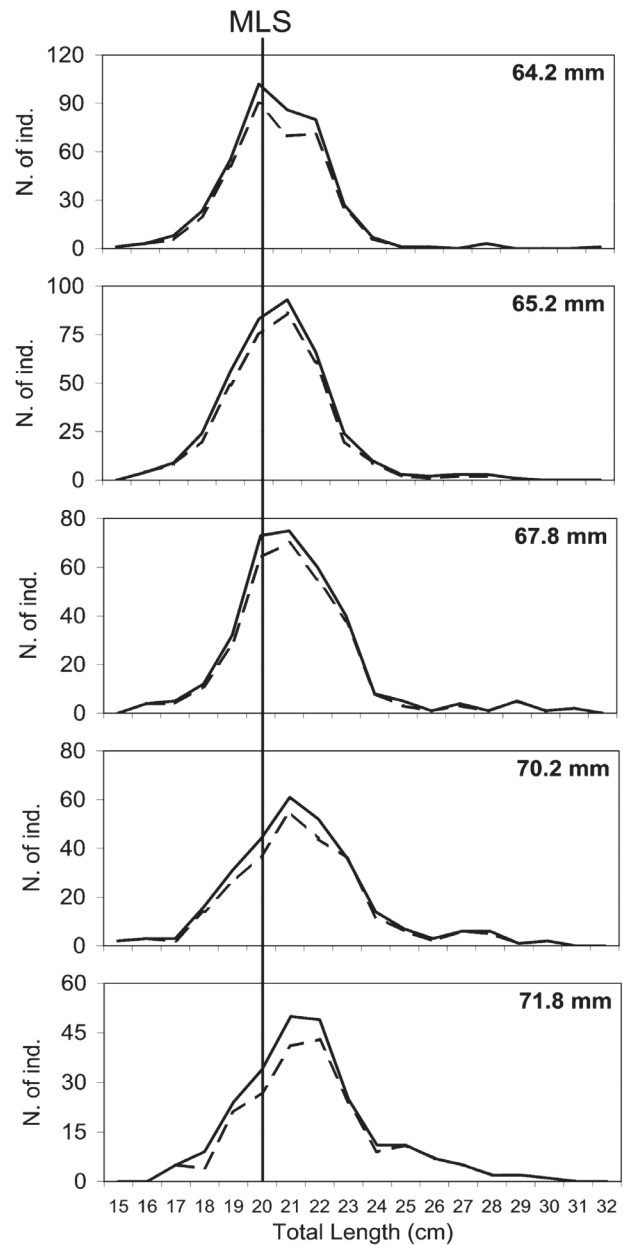 MLS
120
90
60
30
0
N. of ind.
64.2 mm
100
75
50
25
0
N. of ind.
65.2 mm
80
60
40
20
0
N. of ind.
67.8 mm
80
60
40
20
0
N. of ind.
70.2 mm
60
45
30
15
0
N. of ind.
71.8 mm
15 16 17 18 19 20 21 22 23 24 25 26 27 28 29 30 31 32
Total Length (cm)